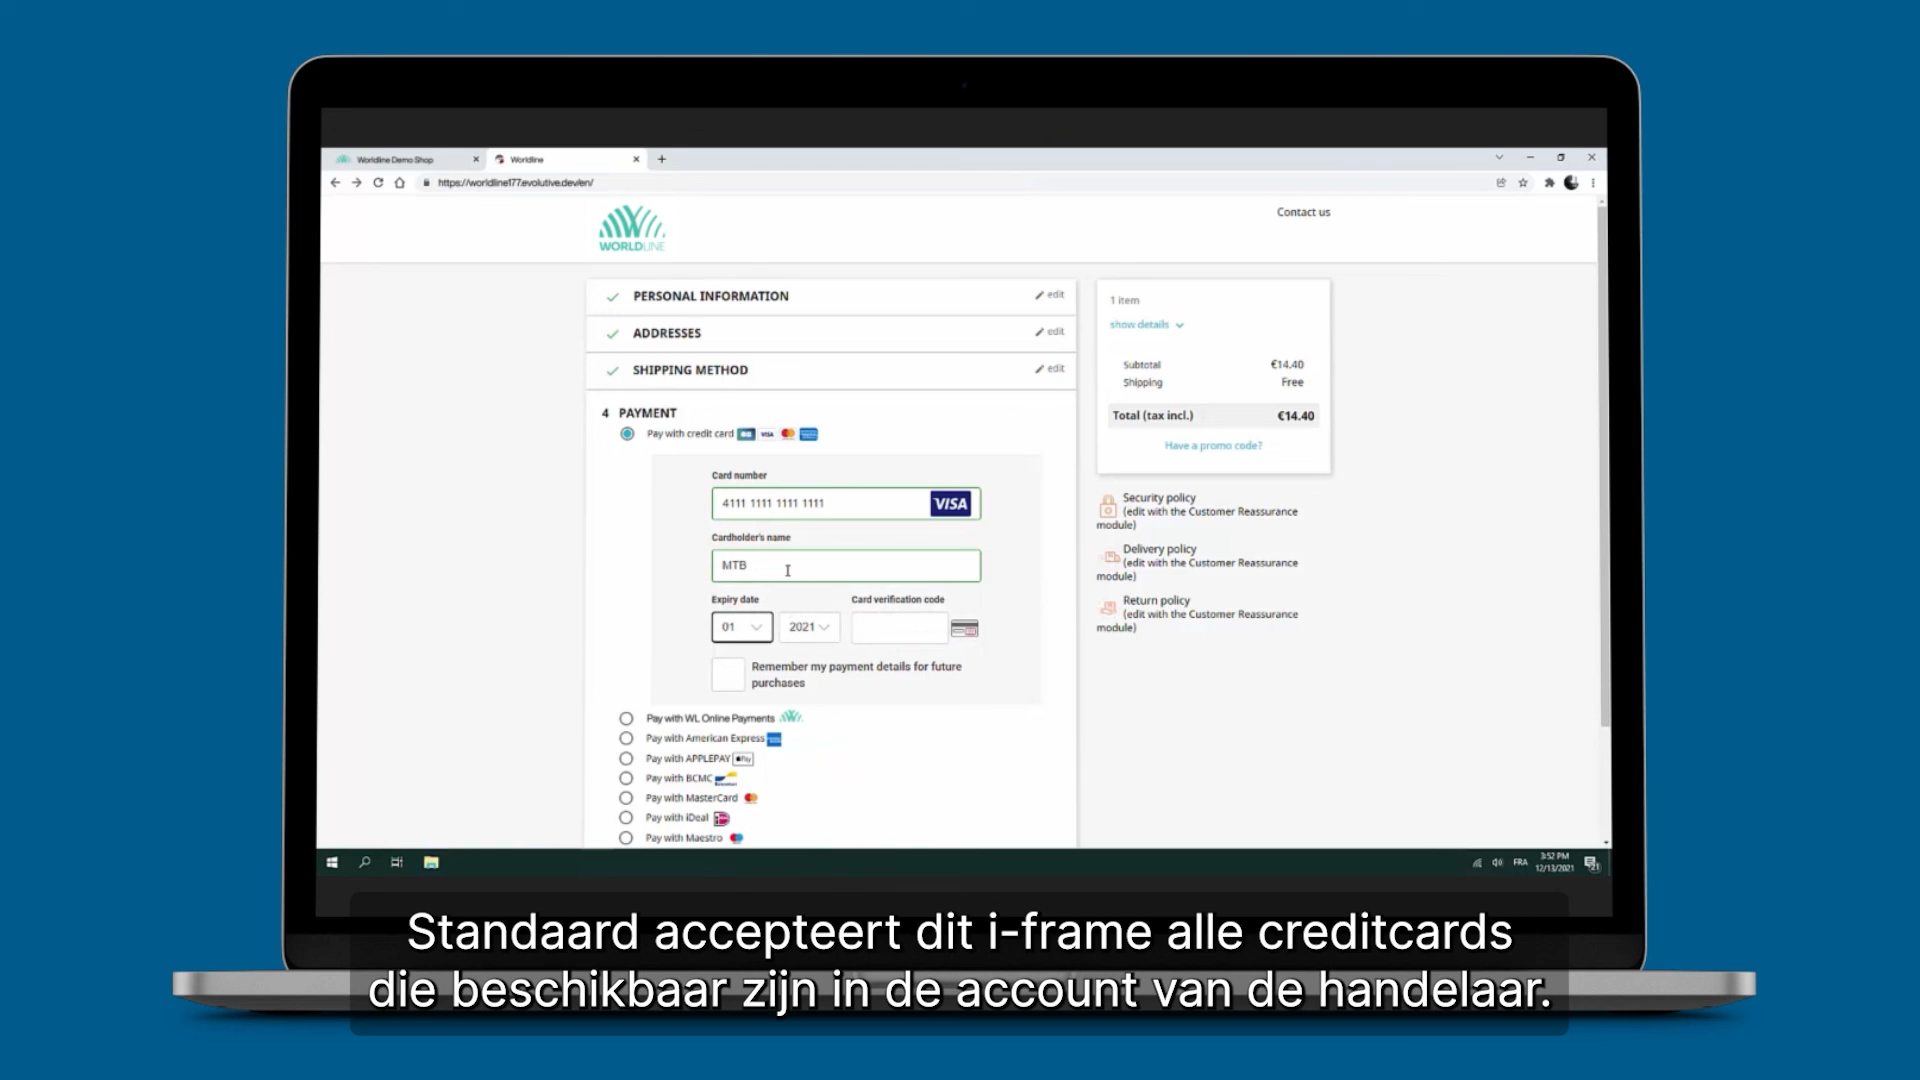 Worldline Demo Shop
Worldline
https://worldline177.evolutive.dev/en/
WORLDLINE
Contact us
PERSONAL INFORMATION
edit
ADDRESSES
edit
SHIPPING METHOD
edit
4 PAYMENT
Pay with credit card
VISA
Card number
4111 1111 1111 1111
VISA
Cardholder's name
MTB
Expiry date
Card verification code
01
2021
Remember my payment details for future
purchases
Pay with WL Online Payments
Pay with American Express
Pay with APPLEPAY
Pay
Pay with BCMC
Pay with MasterCard
Pay with iDeal
Pay with Maestro
1 item
show details
Subtotal €14.40
Shipping Free
Total (tax incl.) €14.40
Have a promo code?
Security policy
(edit with the Customer Reassurance
module)
Delivery policy
(edit with the Customer Reassurance
module)
Return policy
(edit with the Customer Reassurance
module)
FRA
3:52 PM
12/13/2021
Standaard accepteert dit i-frame alle creditcards
die beschikbaar zijn in de account van de handelaar.